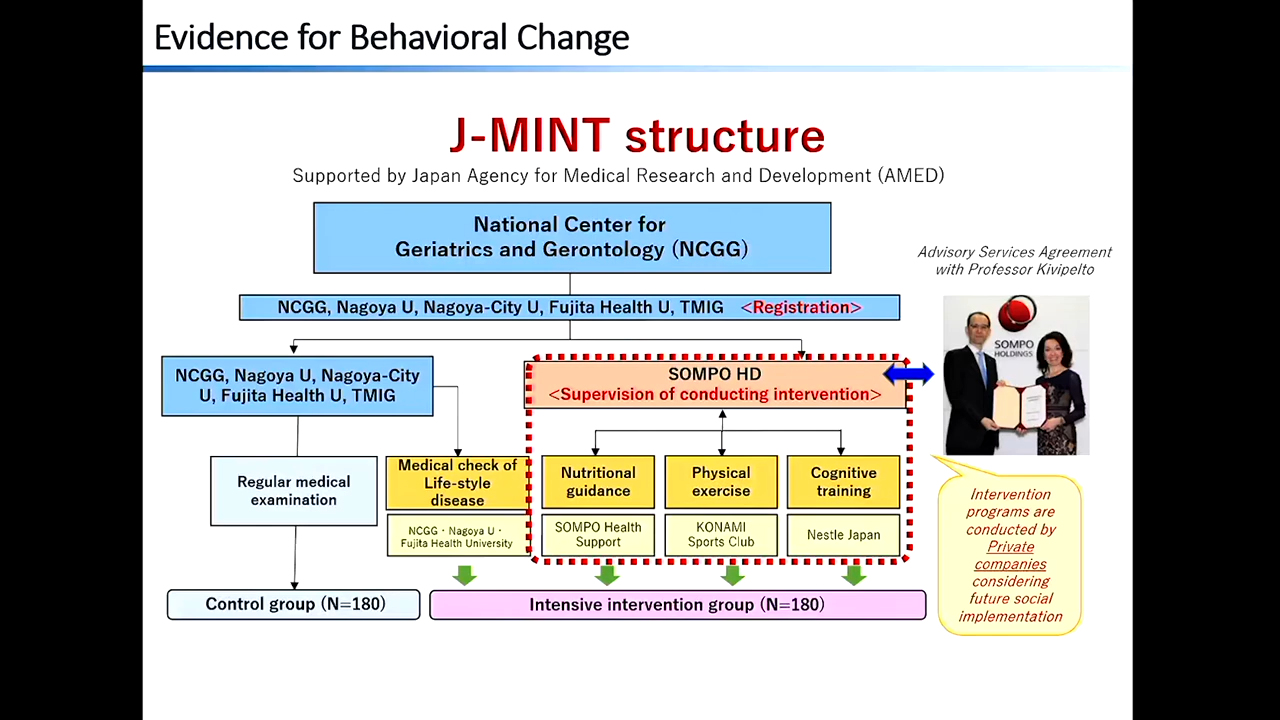 Evidence for Behavioral Change
J-MINT structure
Supported by Japan Agency for Medical Research and Development (AMED)
National Center for
Geriatrics and Gerontology (NCGG)
Advisory Services Agreement
with Professor Kivipelto
NCGG, Nagoya U, Nagoya-City U, Fujita Health U, TMIG <Registration>
SOMPO
HOLDINGS
NCGG, Nagoya U, Nagoya-City
U, Fujita Health U, TMIG
SOMPO HD
<Supervision of conducting intervention>
Regular medical
examination
Medical check of
Life-style
disease
NCGG・Nagoya U・
Fujita Health University
Nutritional
guidance
SOMPO Health
Support
Physical
exercise
KONAMI
Sports Club
Cognitive
training
Nestle Japan
Intervention
programs are
conducted by
Private
companies
considering
future social
implementation
Control group (N=180)
Intensive intervention group (N=180)